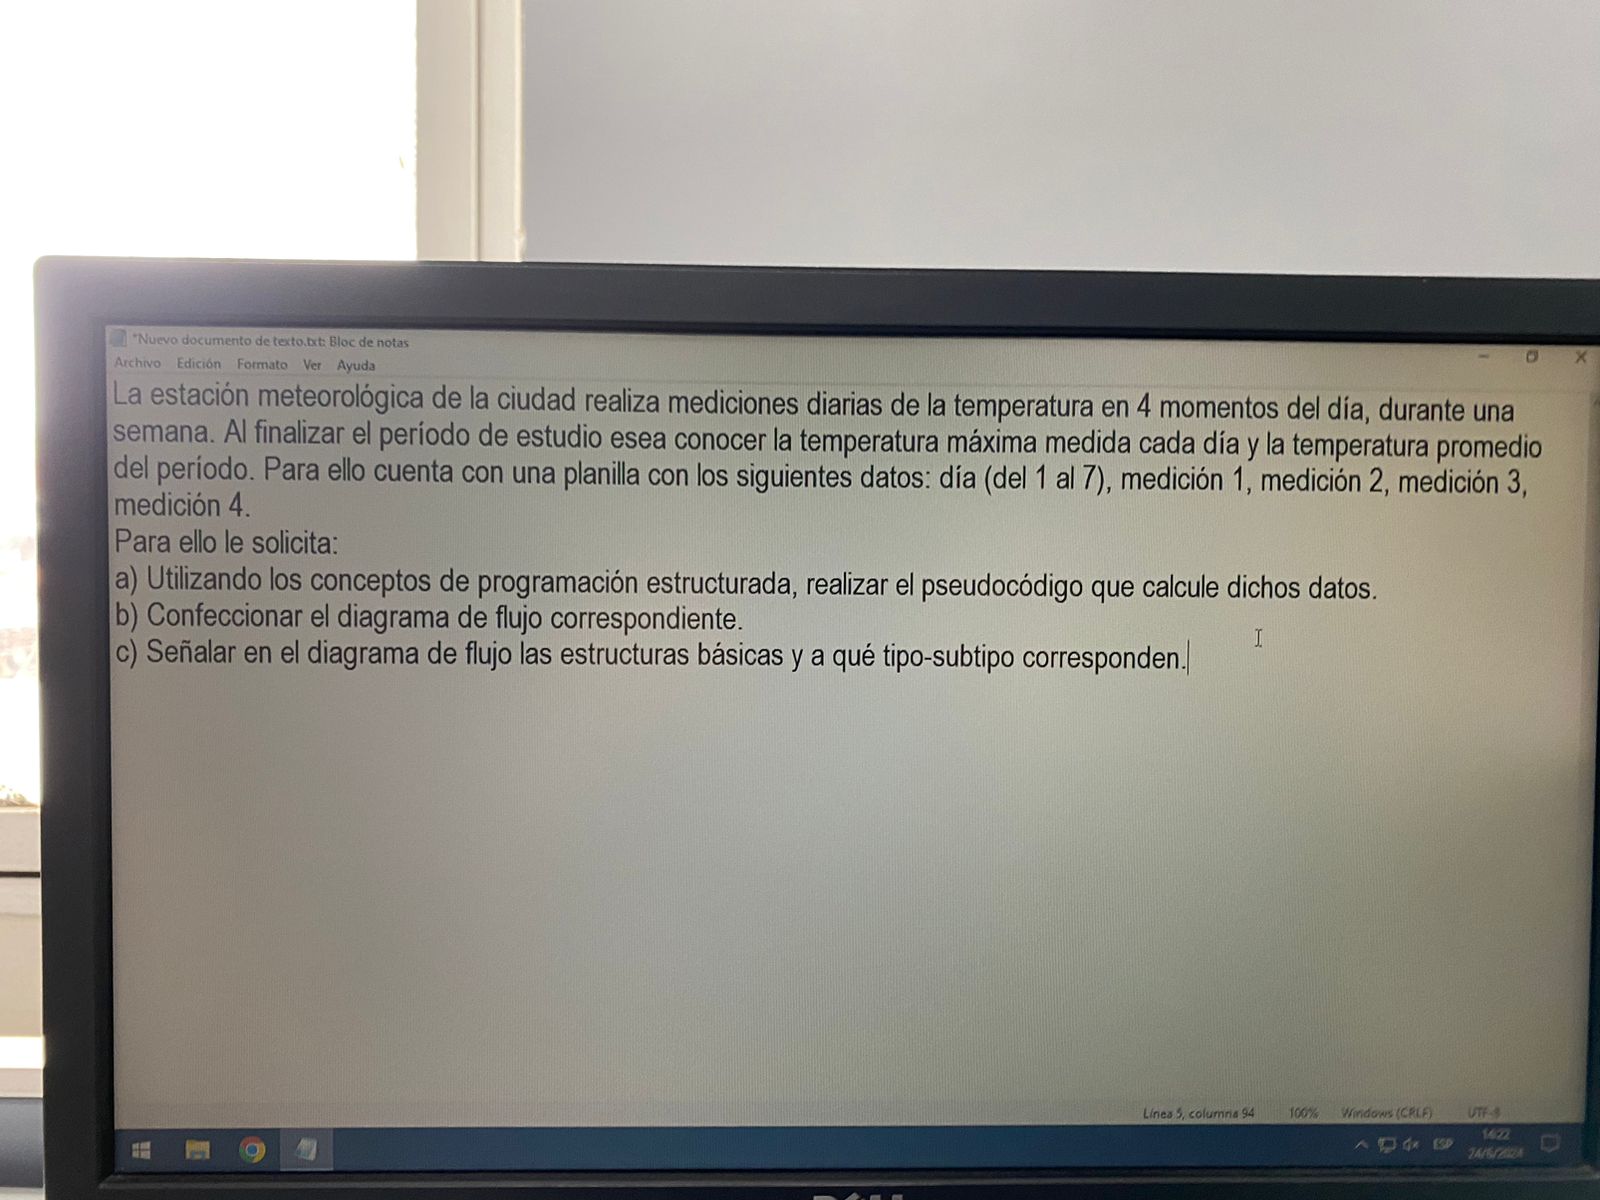 *Nuevo documento de texto.txt: Bloc de notas
Archivo Edición Formato Ver Ayuda
La estación meteorológica de la ciudad realiza mediciones diarias de la temperatura en 4 momentos del día, durante una
semana. Al finalizar el período de estudio esea conocer la temperatura máxima medida cada día y la temperatura promedio
del período. Para ello cuenta con una planilla con los siguientes datos: día (del 1 al 7), medición 1, medición 2, medición 3,
medición 4.
Para ello le solicita:
a) Utilizando los conceptos de programación estructurada, realizar el pseudocódigo que calcule dichos datos.
b) Confeccionar el diagrama de flujo correspondiente.
c) Señalar en el diagrama de flujo las estructuras básicas y a qué tipo-subtipo corresponden.
Línea 5, columna 94 100% Windows (CRLF) UTF-8
ESP 14:22
24/6/2024
DELL